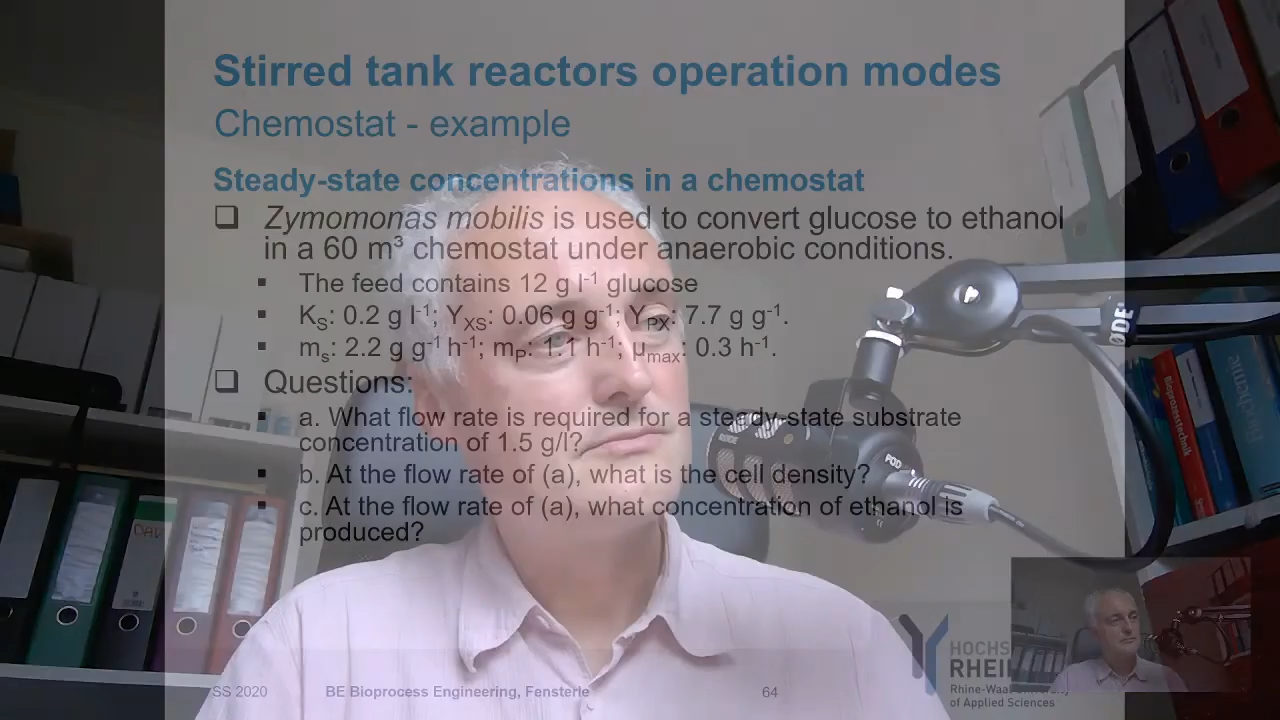 Stirred tank reactors operation modes
Chemostat - example
Steady-state concentrations in a chemostat
❑ Zymomonas mobilis is used to convert glucose to ethanol
in a 60 m³ chemostat under anaerobic conditions.
▪ The feed contains 12 g l⁻¹ glucose
▪ K_S: 0.2 g l⁻¹; Y_XS: 0.06 g g⁻¹; Y_PX: 7.7 g g⁻¹.
▪ m_s: 2.2 g g⁻¹ h⁻¹; m_P: 1.1 h⁻¹; μ_max: 0.3 h⁻¹.
❑ Questions:
▪ a. What flow rate is required for a steady-state substrate
concentration of 1.5 g/l?
▪ b. At the flow rate of (a), what is the cell density?
▪ c. At the flow rate of (a), what concentration of ethanol is
produced?
RØDE
POD
Bioprozesstechnik
Biochemie
HOCHS
RHEI
Rhine-Waal University
of Applied Sciences
SS 2020
BE Bioprocess Engineering, Fensterle
64